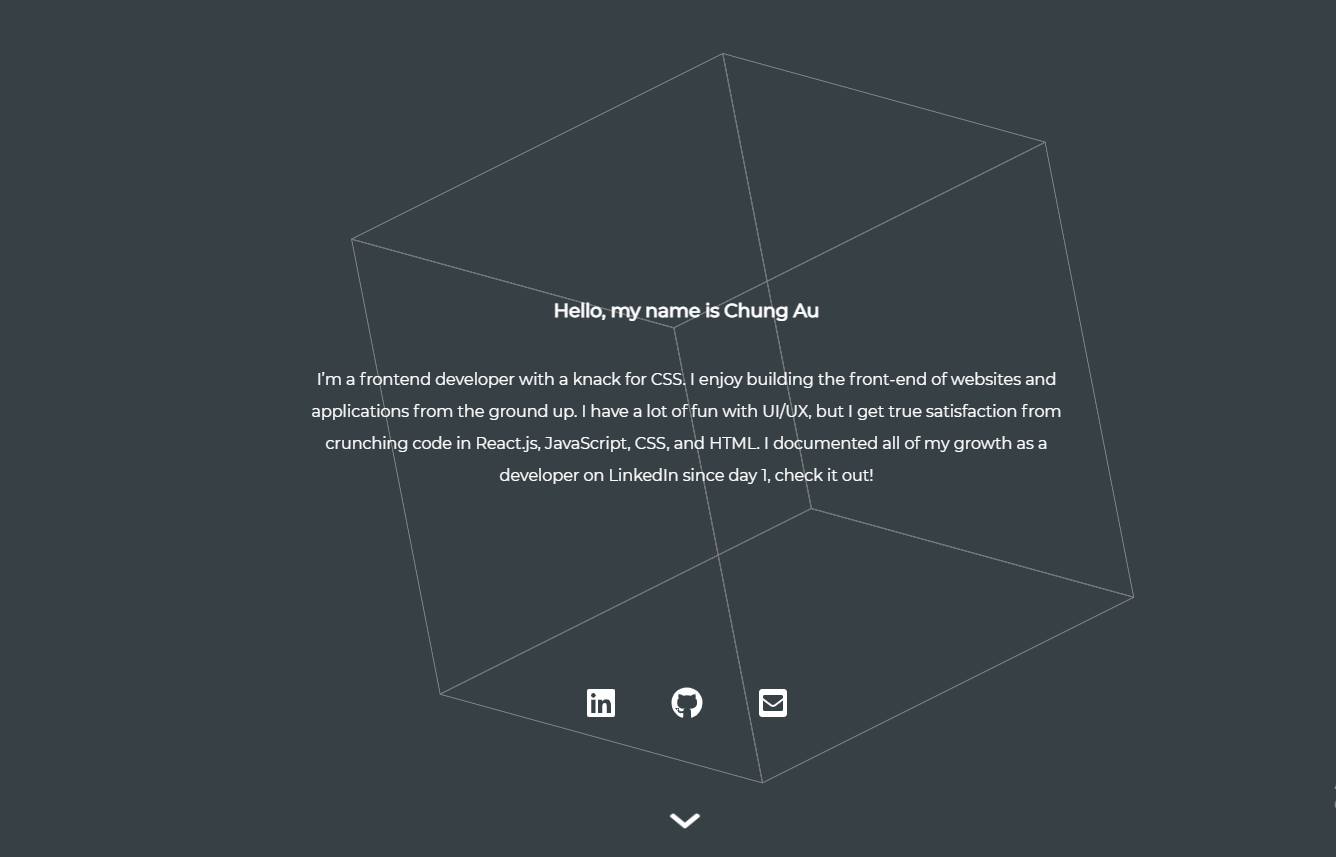 Hello, my name is Chung Au
I'm a frontend developer with a knack for CSS. I enjoy building the front-end of websites and
applications from the ground up. I have a lot of fun with UI/UX, but I get true satisfaction from
crunching code in React.js, JavaScript, CSS, and HTML. I documented all of my growth as a
developer on LinkedIn since day 1, check it out!
in